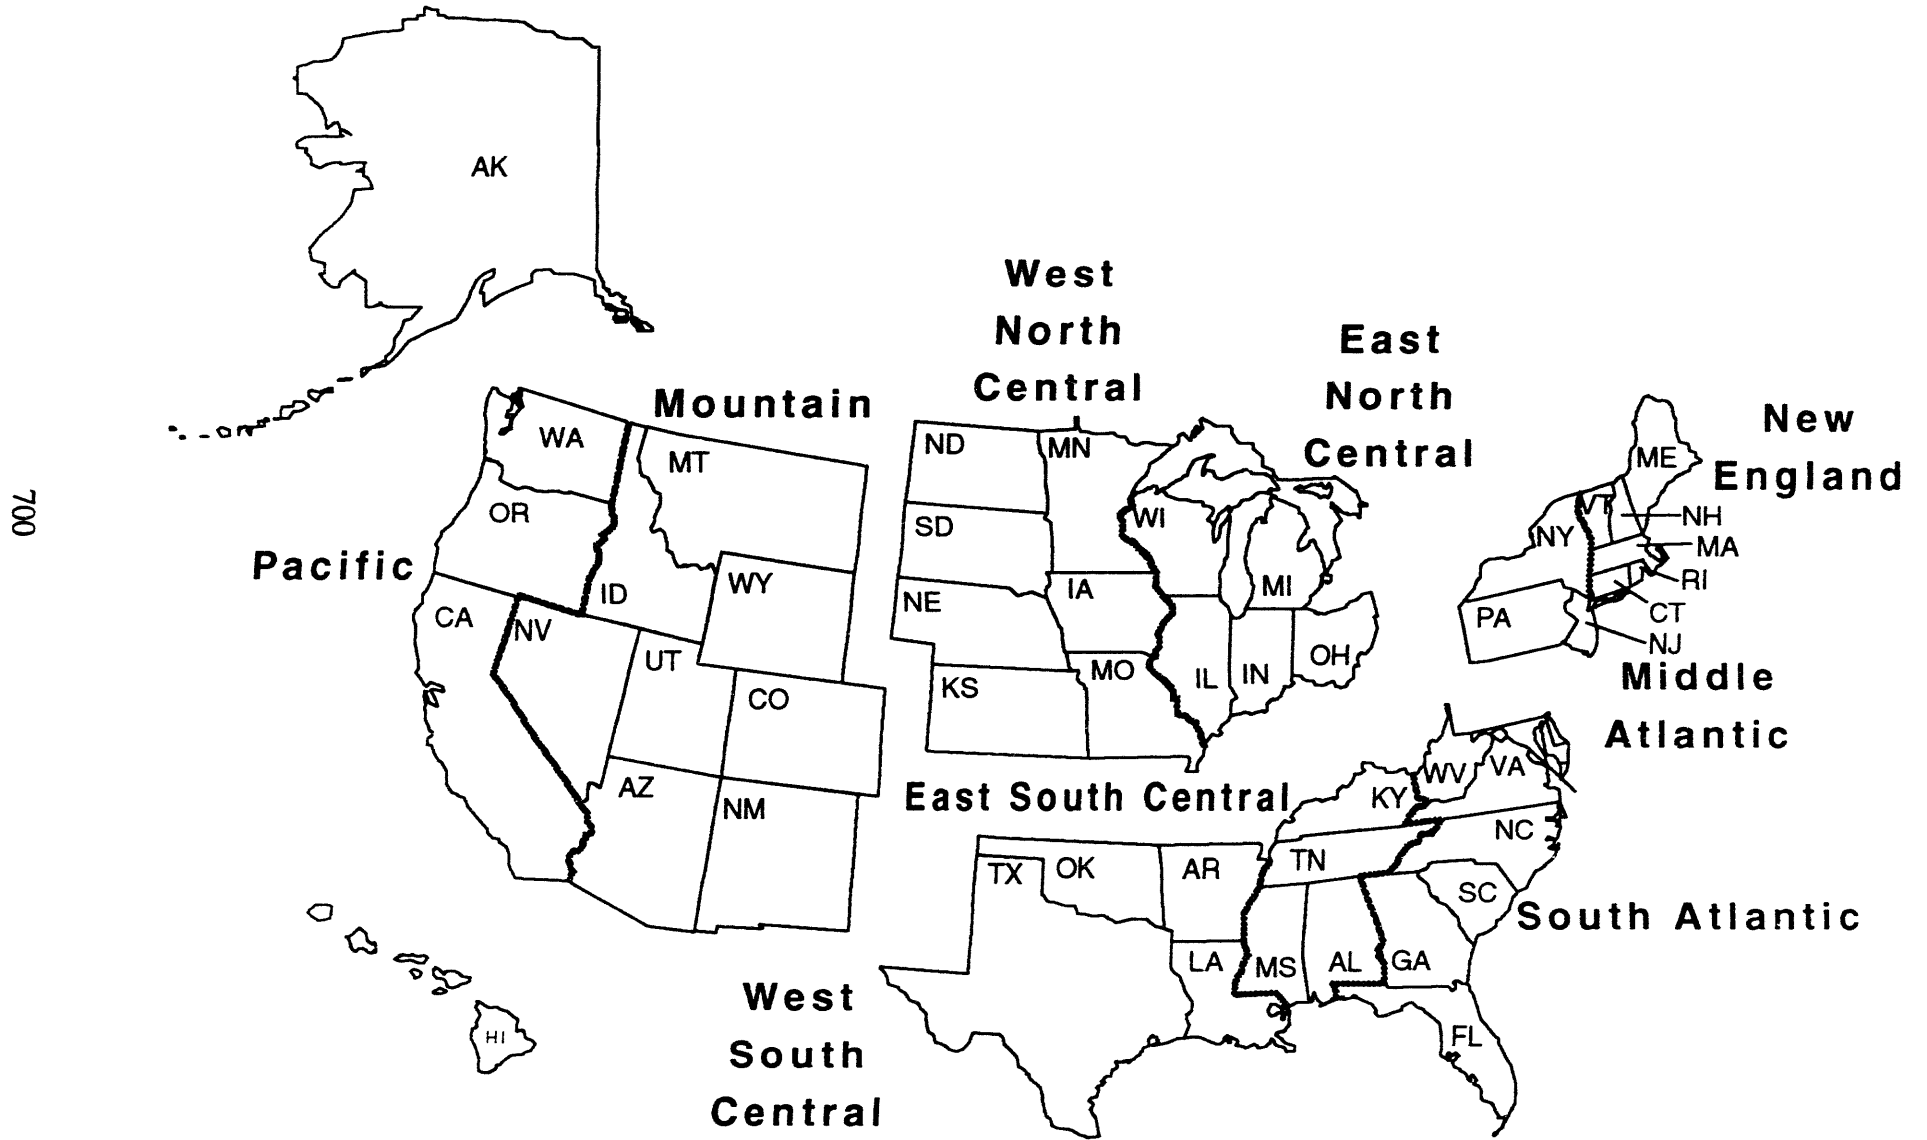 AK
West
North
Central
East
North
Central
Mountain
New
England
WA
MT
OR
Pacific
ID
WY
CA
NV
UT
CO
AZ
NM
HI
ND
MN
SD
WI
NE
IA
MI
KS
MO
IL
IN
OH
ME
VT
NH
NY
MA
RI
CT
PA
NJ
Middle
Atlantic
East South Central
WV
VA
KY
NC
TN
SC
South Atlantic
TX
OK
AR
LA
MS
AL
GA
FL
West
South
Central
700